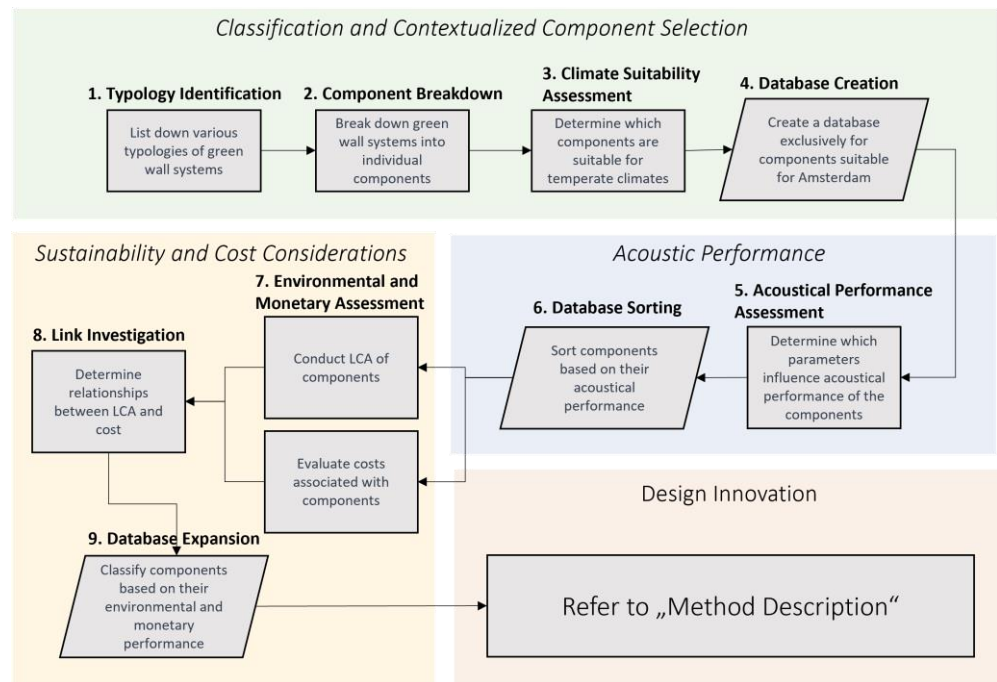 Classification and Contextualized Component Selection
1. Typology Identification
List down various
typologies of green
wall systems
2. Component Breakdown
Break down green
wall systems into
individual
components
3. Climate Suitability
Assessment
Determine which
components are
suitable for
temperate climates
4. Database Creation
Create a database
exclusively for
components suitable
for Amsterdam
Acoustic Performance
5. Acoustical Performance
Assessment
Determine which
parameters
influence acoustical
performance of the
components
6. Database Sorting
Sort components
based on their
acoustical
performance
Sustainability and Cost Considerations
7. Environmental and
Monetary Assessment
Conduct LCA of
components
Evaluate costs
associated with
components
8. Link Investigation
Determine
relationships
between LCA and
cost
9. Database Expansion
Classify components
based on their
environmental and
monetary
performance
Design Innovation
Refer to „Method Description“